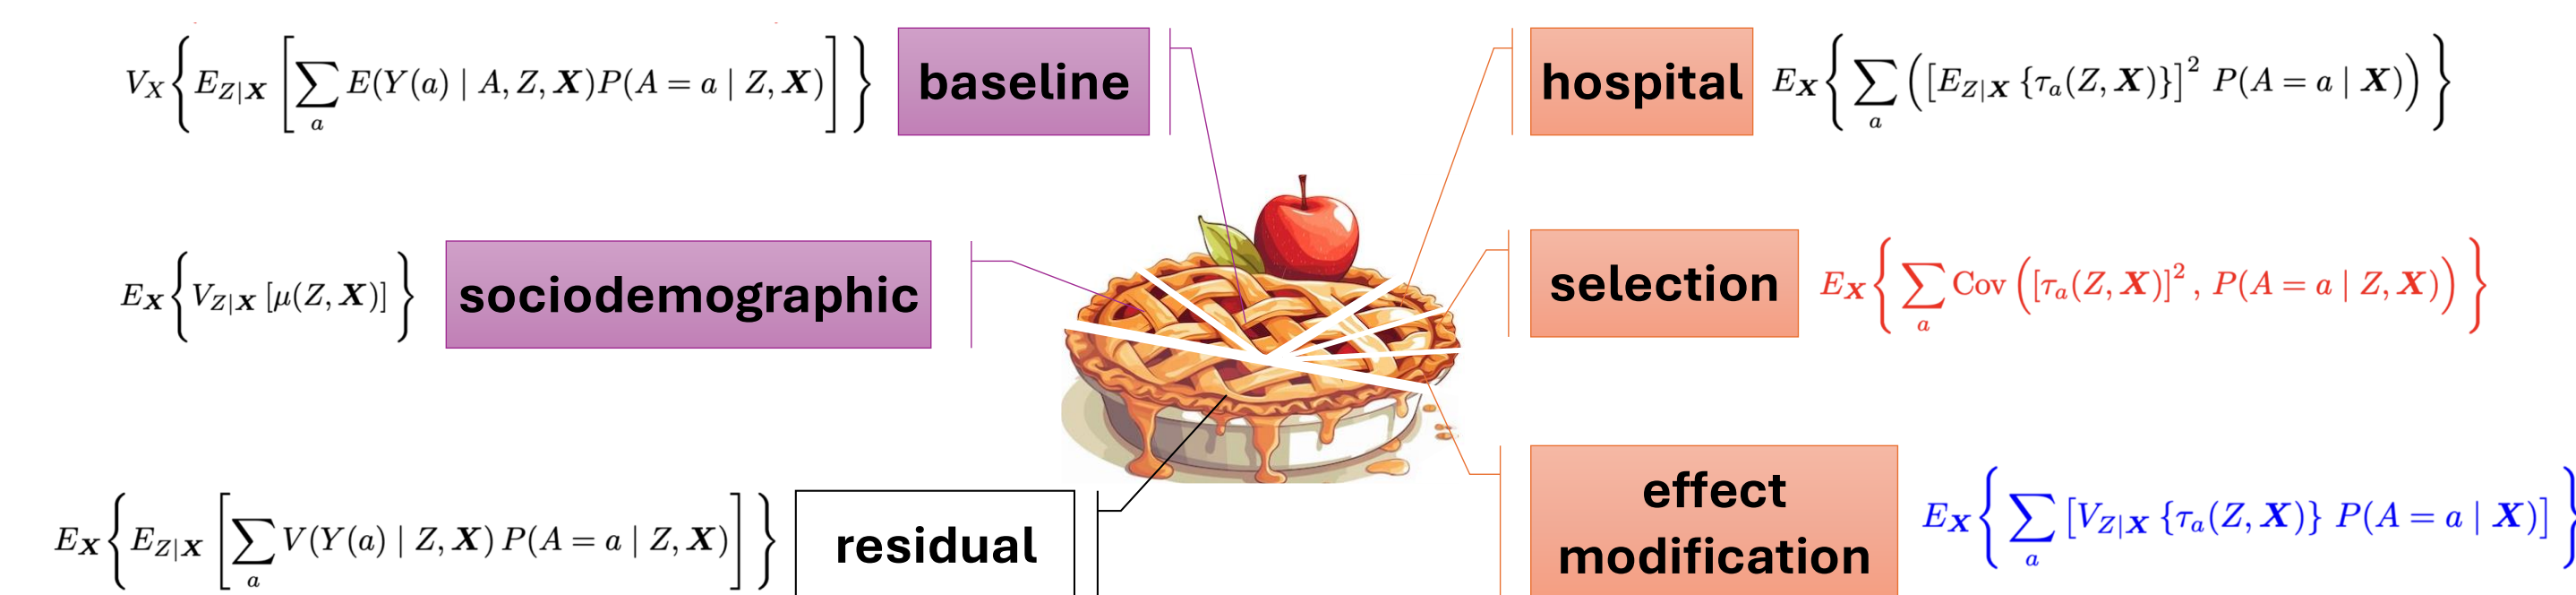 V_X{E_{Z|𝑿}[∑_a E(Y(a) | A, Z, 𝑿)P(A = a | Z, 𝑿)]}
baseline
hospital
E_𝑿{∑_a([E_{Z|𝑿} {τ_a(Z, 𝑿)}]² P(A = a | 𝑿))}
E_𝑿{V_{Z|𝑿} [μ(Z, 𝑿)]}
sociodemographic
selection
E_𝑿{∑_a Cov([τ_a(Z, 𝑿)]², P(A = a | Z, 𝑿))}
E_𝑿{E_{Z|𝑿}[∑_a V(Y(a) | Z, 𝑿) P(A = a | Z, 𝑿)]}
residual
effect
modification
E_𝑿{∑_a [V_{Z|𝑿} {τ_a(Z, 𝑿)} P(A = a | 𝑿)]}